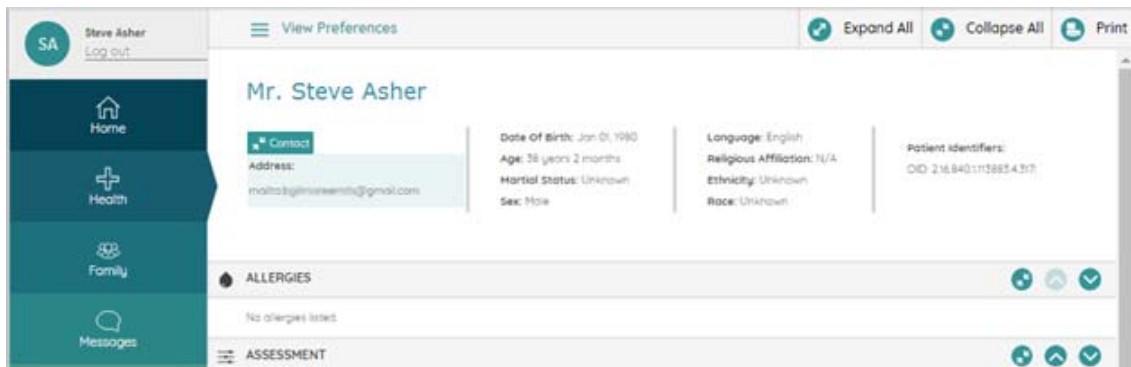 SA
Steve Asher
Log out
Home
Health
Family
Messages
View Preferences
Expand All
Collapse All
Print
Mr. Steve Asher
Contact
Address:
Date Of Birth: Jan 01, 1980
Age: 38 years 2 months
Martial Status: Unknown
Sex: Male
Language: English
Religious Affiliation: N/A
Ethnicity: Unknown
Race: Unknown
Patient Identifiers:
ALLERGIES
No allergies listed.
ASSESSMENT